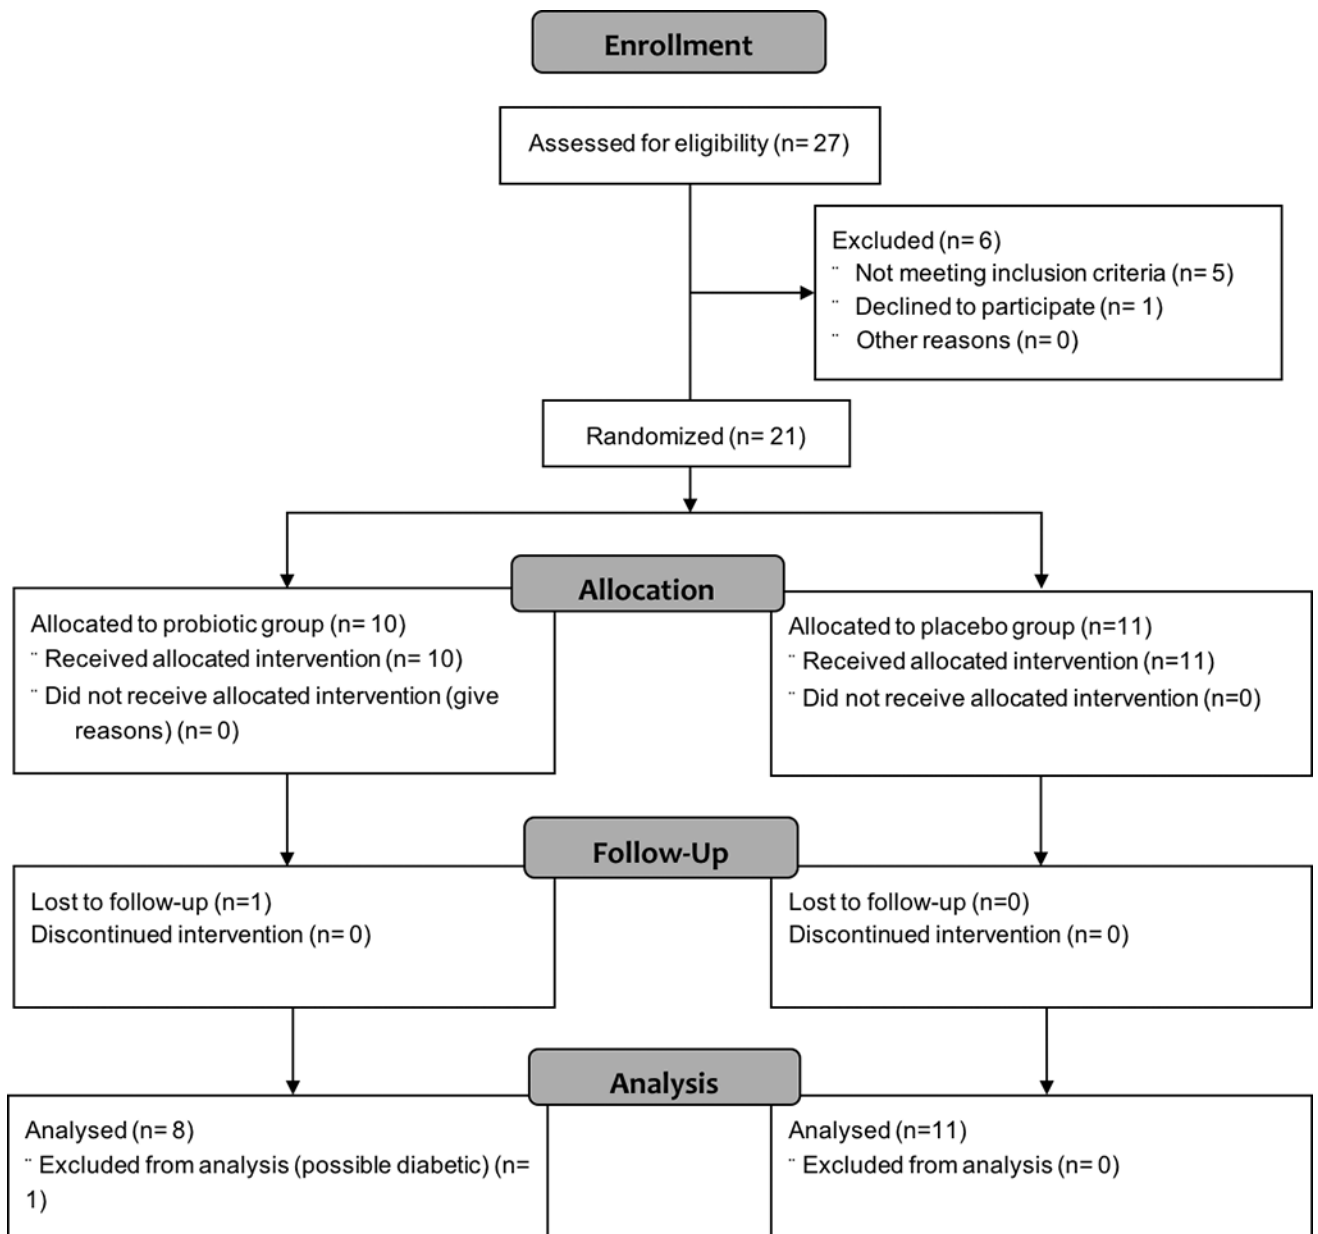 Enrollment
Assessed for eligibility (n= 27)
Excluded (n= 6)
¨ Not meeting inclusion criteria (n= 5)
¨ Declined to participate (n= 1)
¨ Other reasons (n= 0)
Randomized (n= 21)
Allocation
Allocated to probiotic group (n= 10)
¨ Received allocated intervention (n= 10)
¨ Did not receive allocated intervention (give
reasons) (n= 0)
Allocated to placebo group (n=11)
¨ Received allocated intervention (n=11)
¨ Did not receive allocated intervention (n=0)
Follow-Up
Lost to follow-up (n=1)
Discontinued intervention (n= 0)
Lost to follow-up (n=0)
Discontinued intervention (n= 0)
Analysis
Analysed (n= 8)
¨ Excluded from analysis (possible diabetic) (n=
1)
Analysed (n=11)
¨ Excluded from analysis (n= 0)